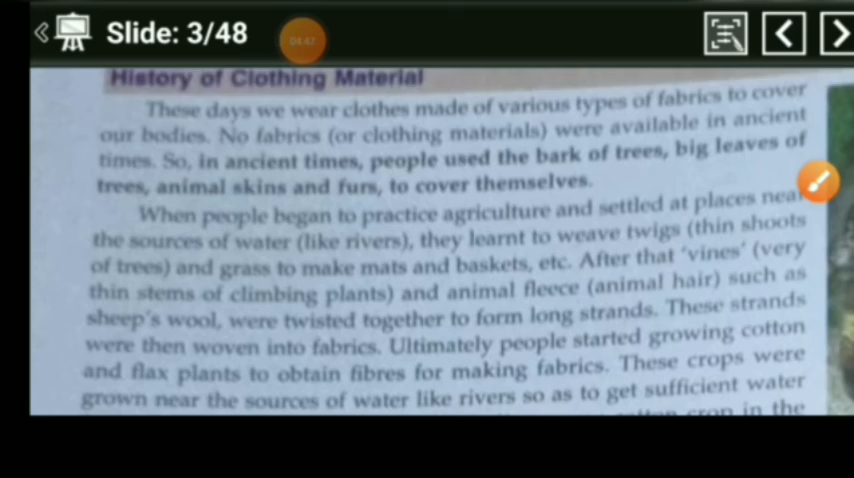 Slide: 3/48
04:47
History of Clothing Material
These days we wear clothes made of various types of fabrics to cover
our bodies. No fabrics (or clothing materials) were available in ancient
times. So, in ancient times, people used the bark of trees, big leaves of
trees, animal skins and furs, to cover themselves.
When people began to practice agriculture and settled at places near
the sources of water (like rivers), they learnt to weave twigs (thin shoots
of trees) and grass to make mats and baskets, etc. After that 'vines' (very
thin stems of climbing plants) and animal fleece (animal hair) such as
sheep's wool, were twisted together to form long strands. These strands
were then woven into fabrics. Ultimately people started growing cotton
and flax plants to obtain fibres for making fabrics. These crops were
grown near the sources of water like rivers so as to get sufficient water
crop in the